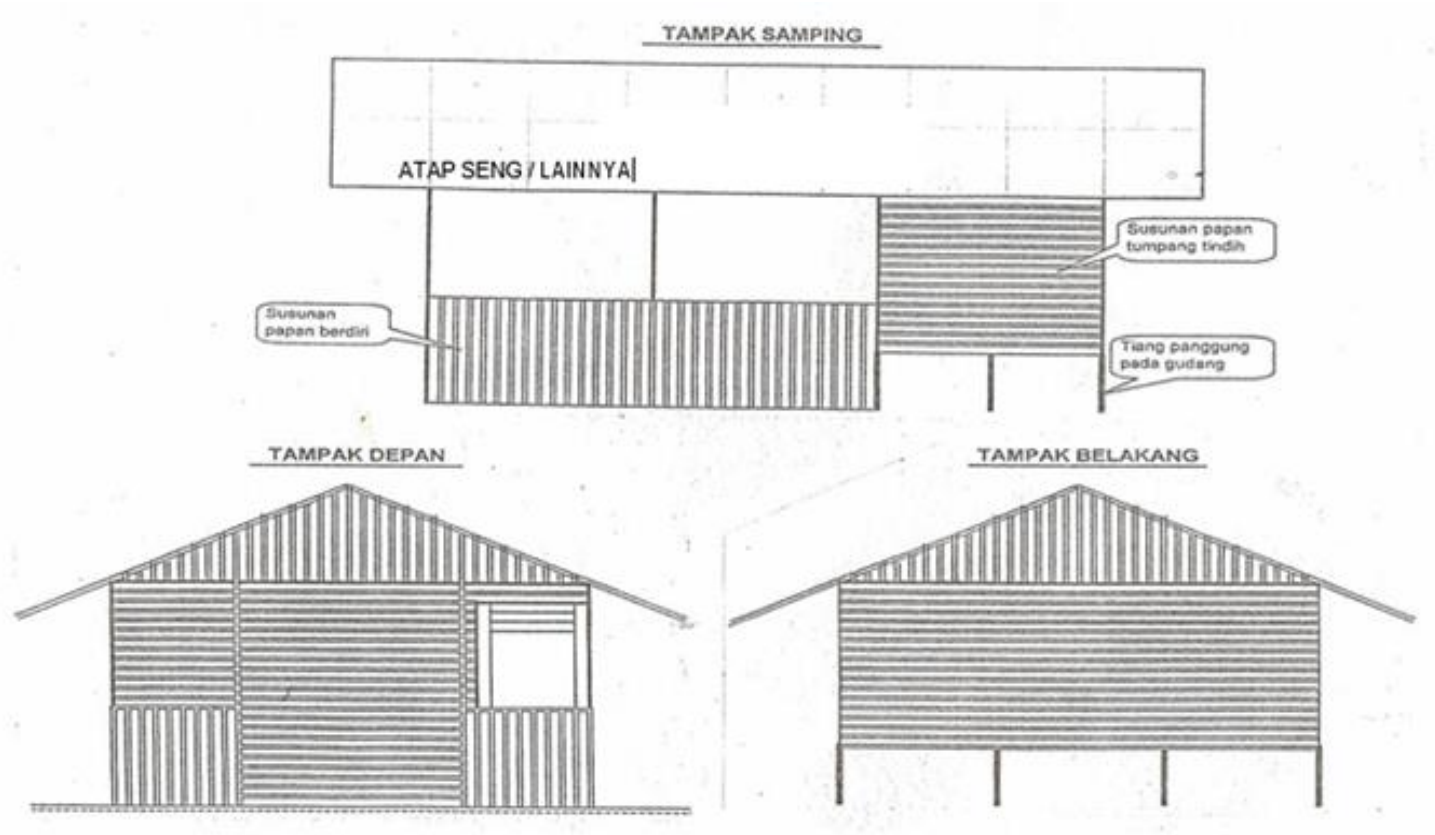 TAMPAK SAMPING
ATAP SENG / LAINNYA
Susunan papan
tumpang tindih
Susunan
papan berdiri
Tiang panggung
pada gudang
TAMPAK DEPAN
TAMPAK BELAKANG